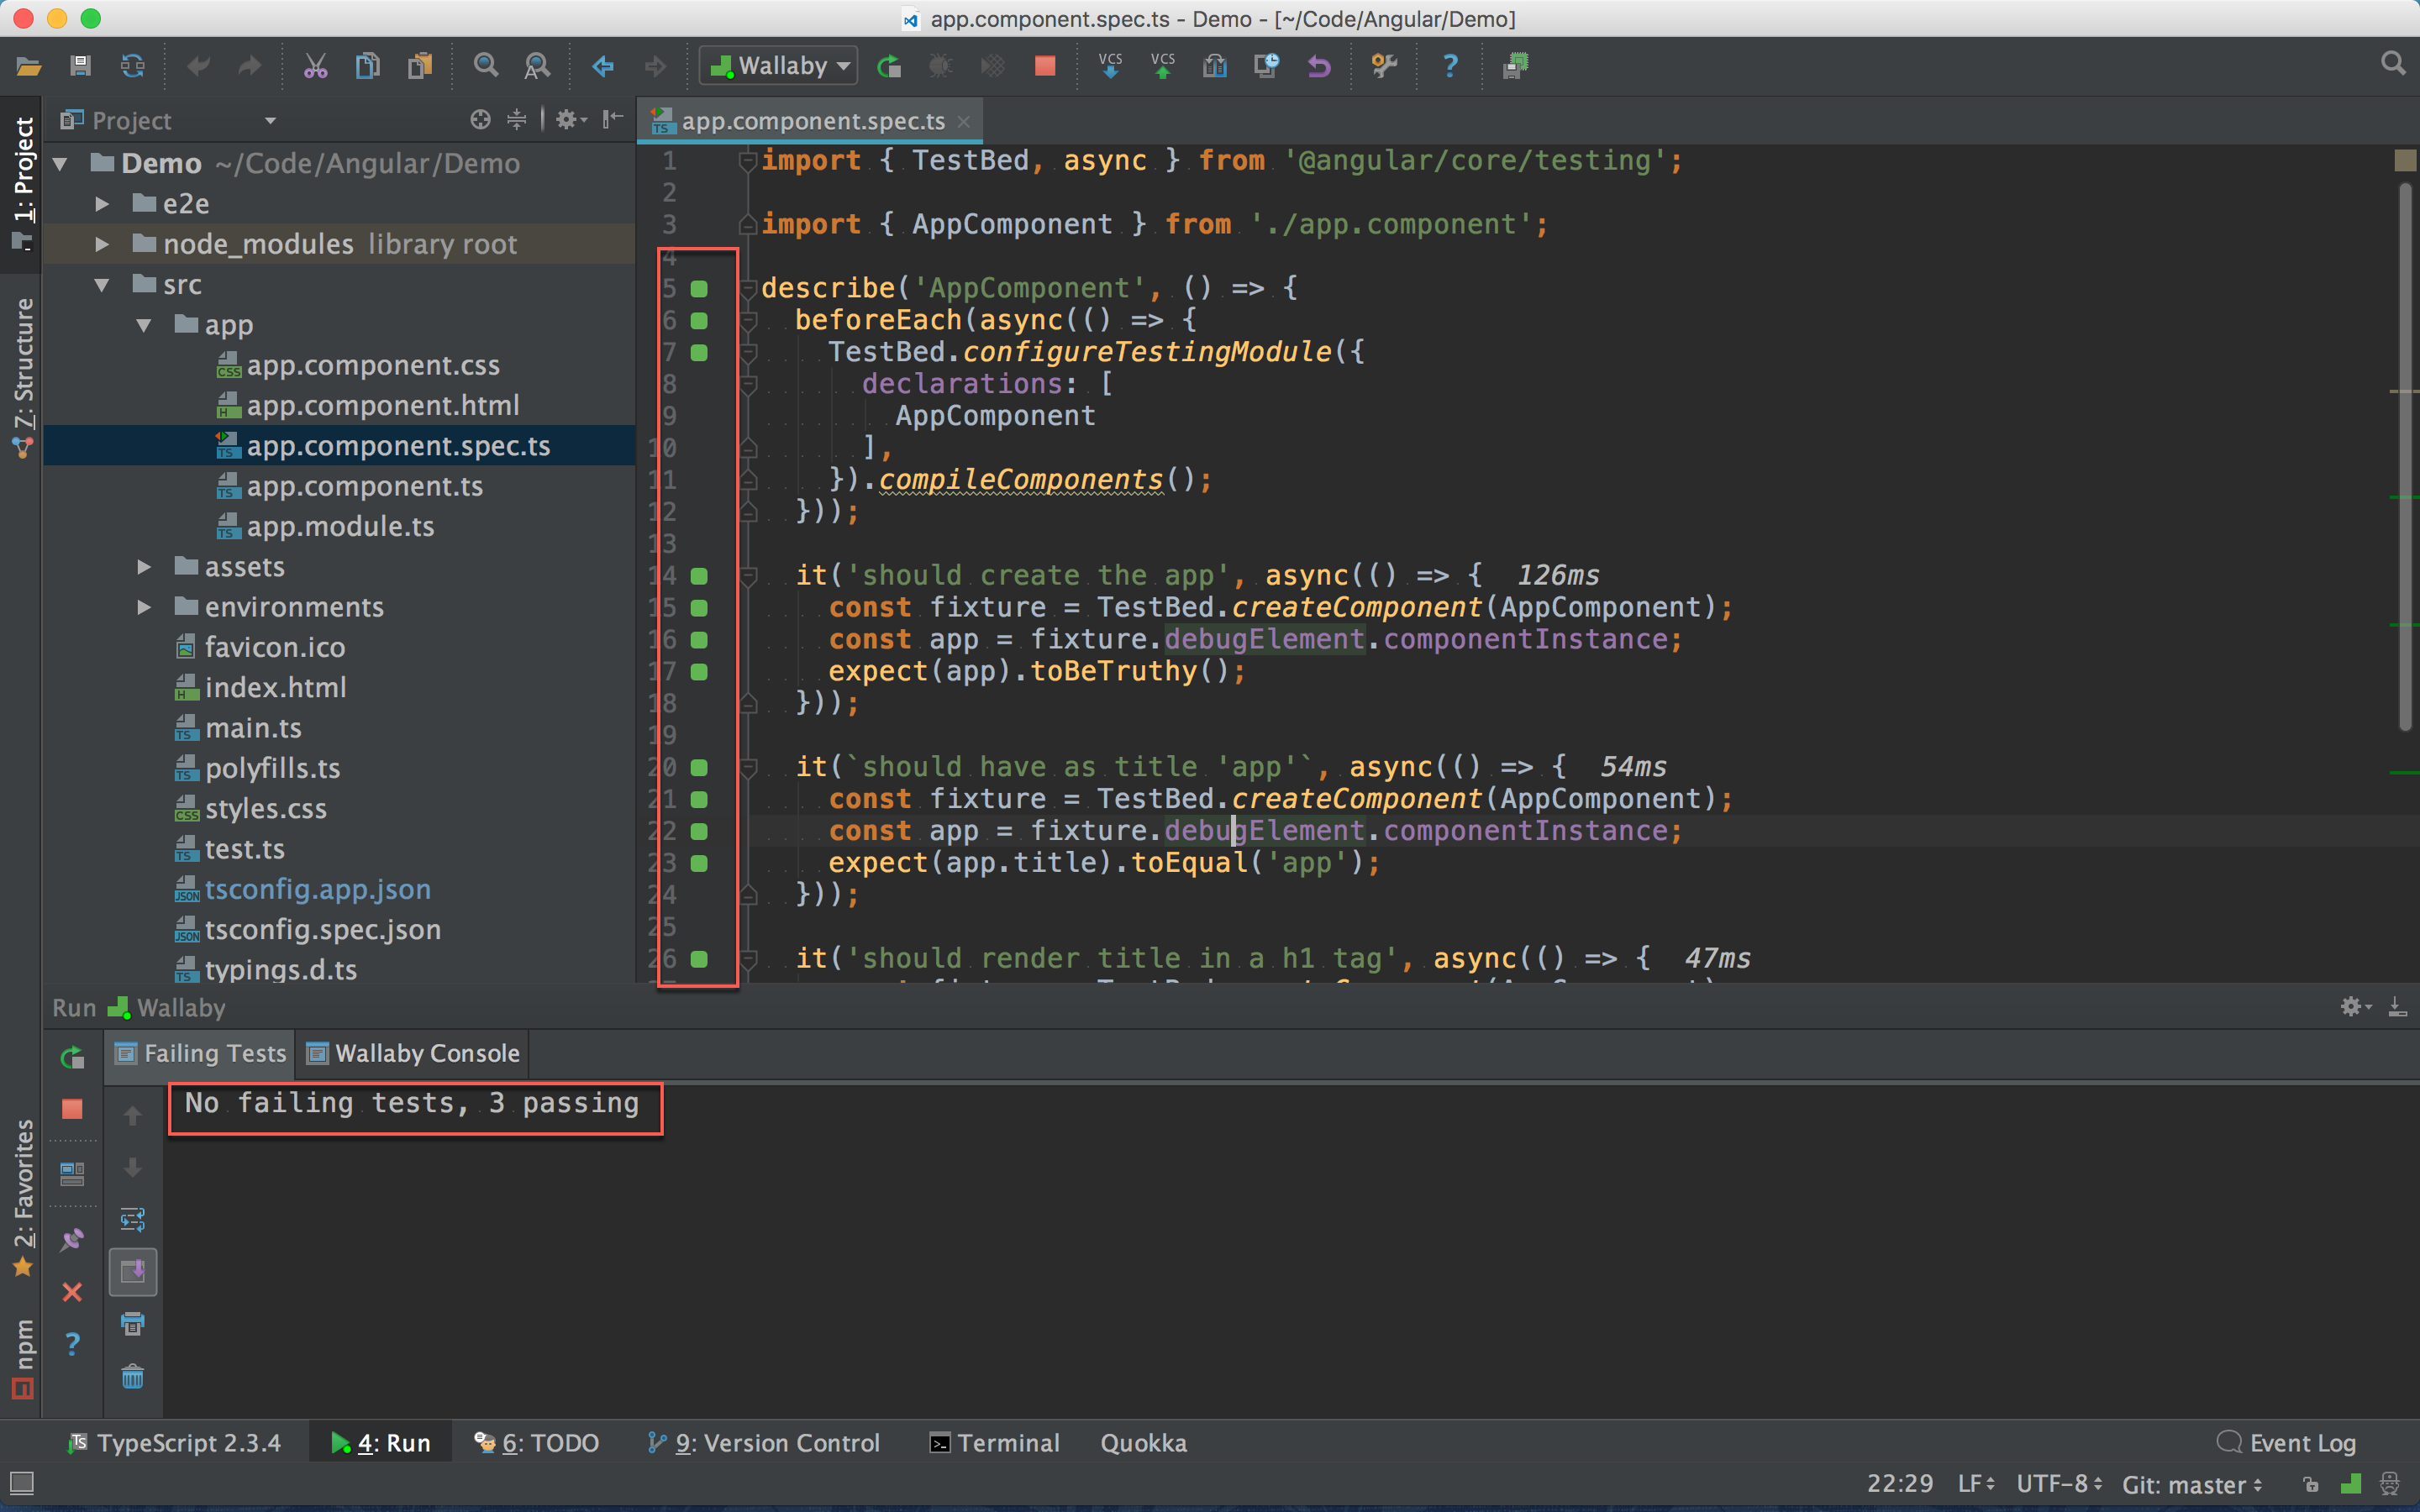 app.component.spec.ts - Demo - [~/Code/Angular/Demo]
Wallaby
VCS
VCS
1: Project
7: Structure
2: Favorites
npm
Project
Demo ~/Code/Angular/Demo
e2e
node_modules library root
src
app
app.component.css
app.component.html
app.component.spec.ts
app.component.ts
app.module.ts
assets
environments
favicon.ico
index.html
main.ts
polyfills.ts
styles.css
test.ts
tsconfig.app.json
tsconfig.spec.json
typings.d.ts
app.component.spec.ts
1 import { TestBed, async } from '@angular/core/testing';
2
3 import { AppComponent } from './app.component';
4
5 describe('AppComponent', () => {
6 beforeEach(async(() => {
7 TestBed.configureTestingModule({
8 declarations: [
9 AppComponent
10 ],
11 }).compileComponents();
12 }));
13
14 it('should create the app', async(() => { 126ms
15 const fixture = TestBed.createComponent(AppComponent);
16 const app = fixture.debugElement.componentInstance;
17 expect(app).toBeTruthy();
18 }));
19
20 it(`should have as title 'app'`, async(() => { 54ms
21 const fixture = TestBed.createComponent(AppComponent);
22 const app = fixture.debugElement.componentInstance;
23 expect(app.title).toEqual('app');
24 }));
25
26 it('should render title in a h1 tag', async(() => { 47ms
Run Wallaby
Failing Tests
Wallaby Console
No failing tests, 3 passing
TypeScript 2.3.4
4: Run
6: TODO
9: Version Control
Terminal
Quokka
Event Log
22:29 LF UTF-8 Git: master